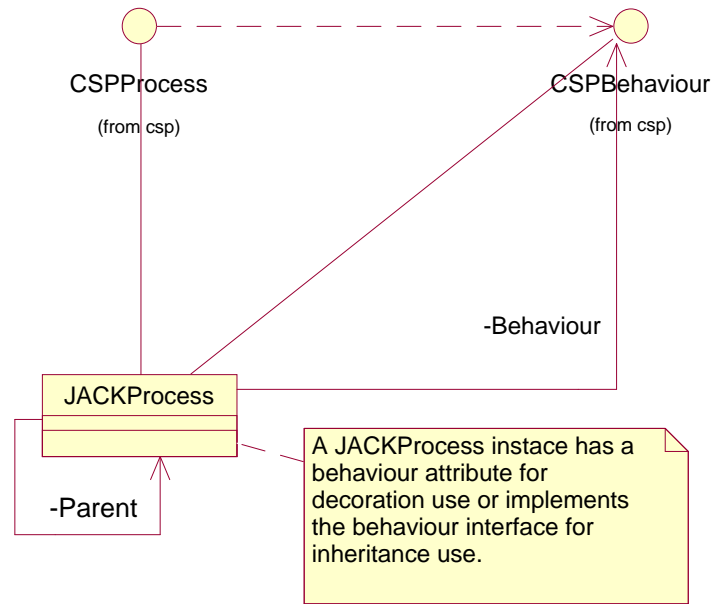 CSPProcess
(from csp)
CSPBehaviour
(from csp)
-Behaviour
JACKProcess
-Parent
A JACKProcess instace has a
behaviour attribute for
decoration use or implements
the behaviour interface for
inheritance use.